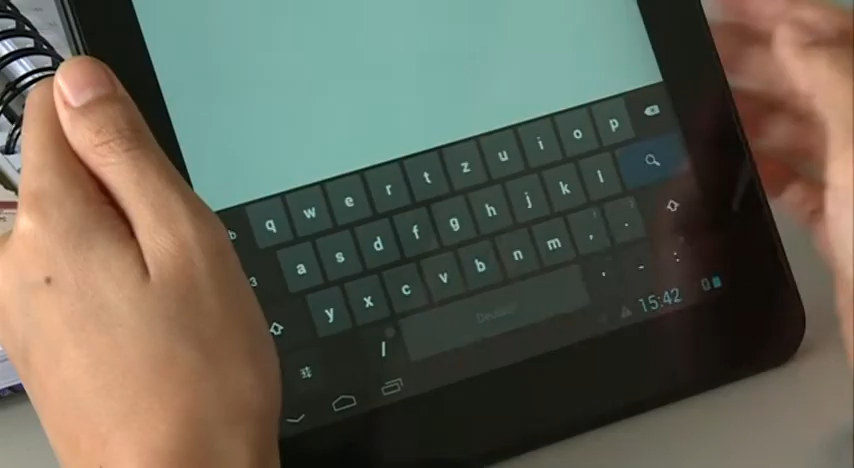 q w e r t z u i o p
a s d f g h j k l
y x c v b n m , .
/ Deutsch . - :
15:42